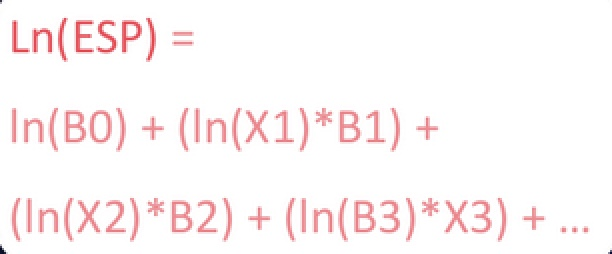 Ln(ESP) =
ln(B0) + (ln(X1)*B1) +
(ln(X2)*B2) + (ln(B3)*X3) + ...